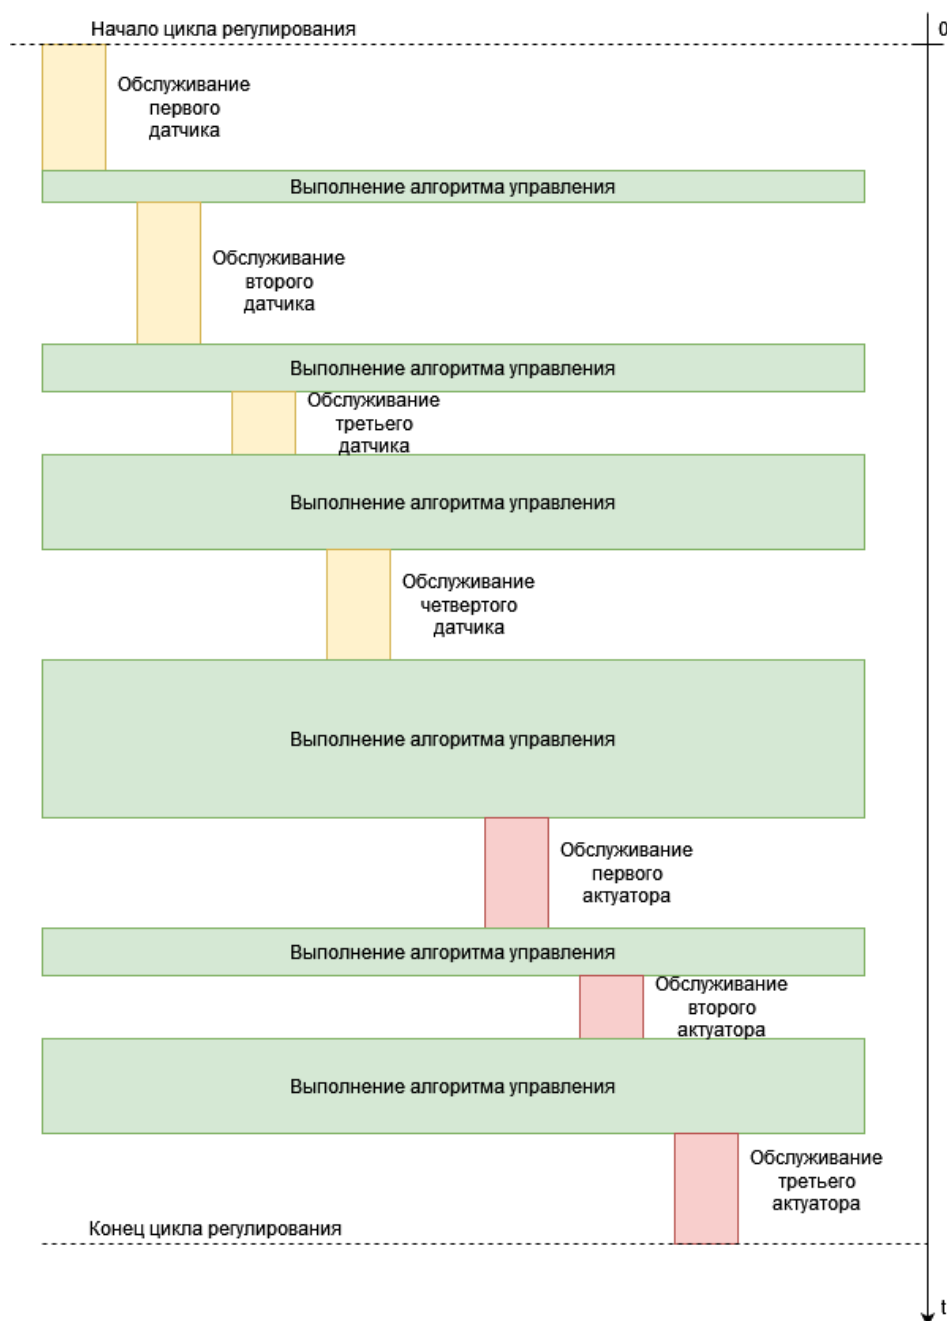 Начало цикла регулирования
0
Обслуживание
первого
датчика
Выполнение алгоритма управления
Обслуживание
второго
датчика
Выполнение алгоритма управления
Обслуживание
третьего
датчика
Выполнение алгоритма управления
Обслуживание
четвертого
датчика
Выполнение алгоритма управления
Обслуживание
первого
актуатора
Выполнение алгоритма управления
Обслуживание
второго
актуатора
Выполнение алгоритма управления
Обслуживание
третьего
актуатора
Конец цикла регулирования
t